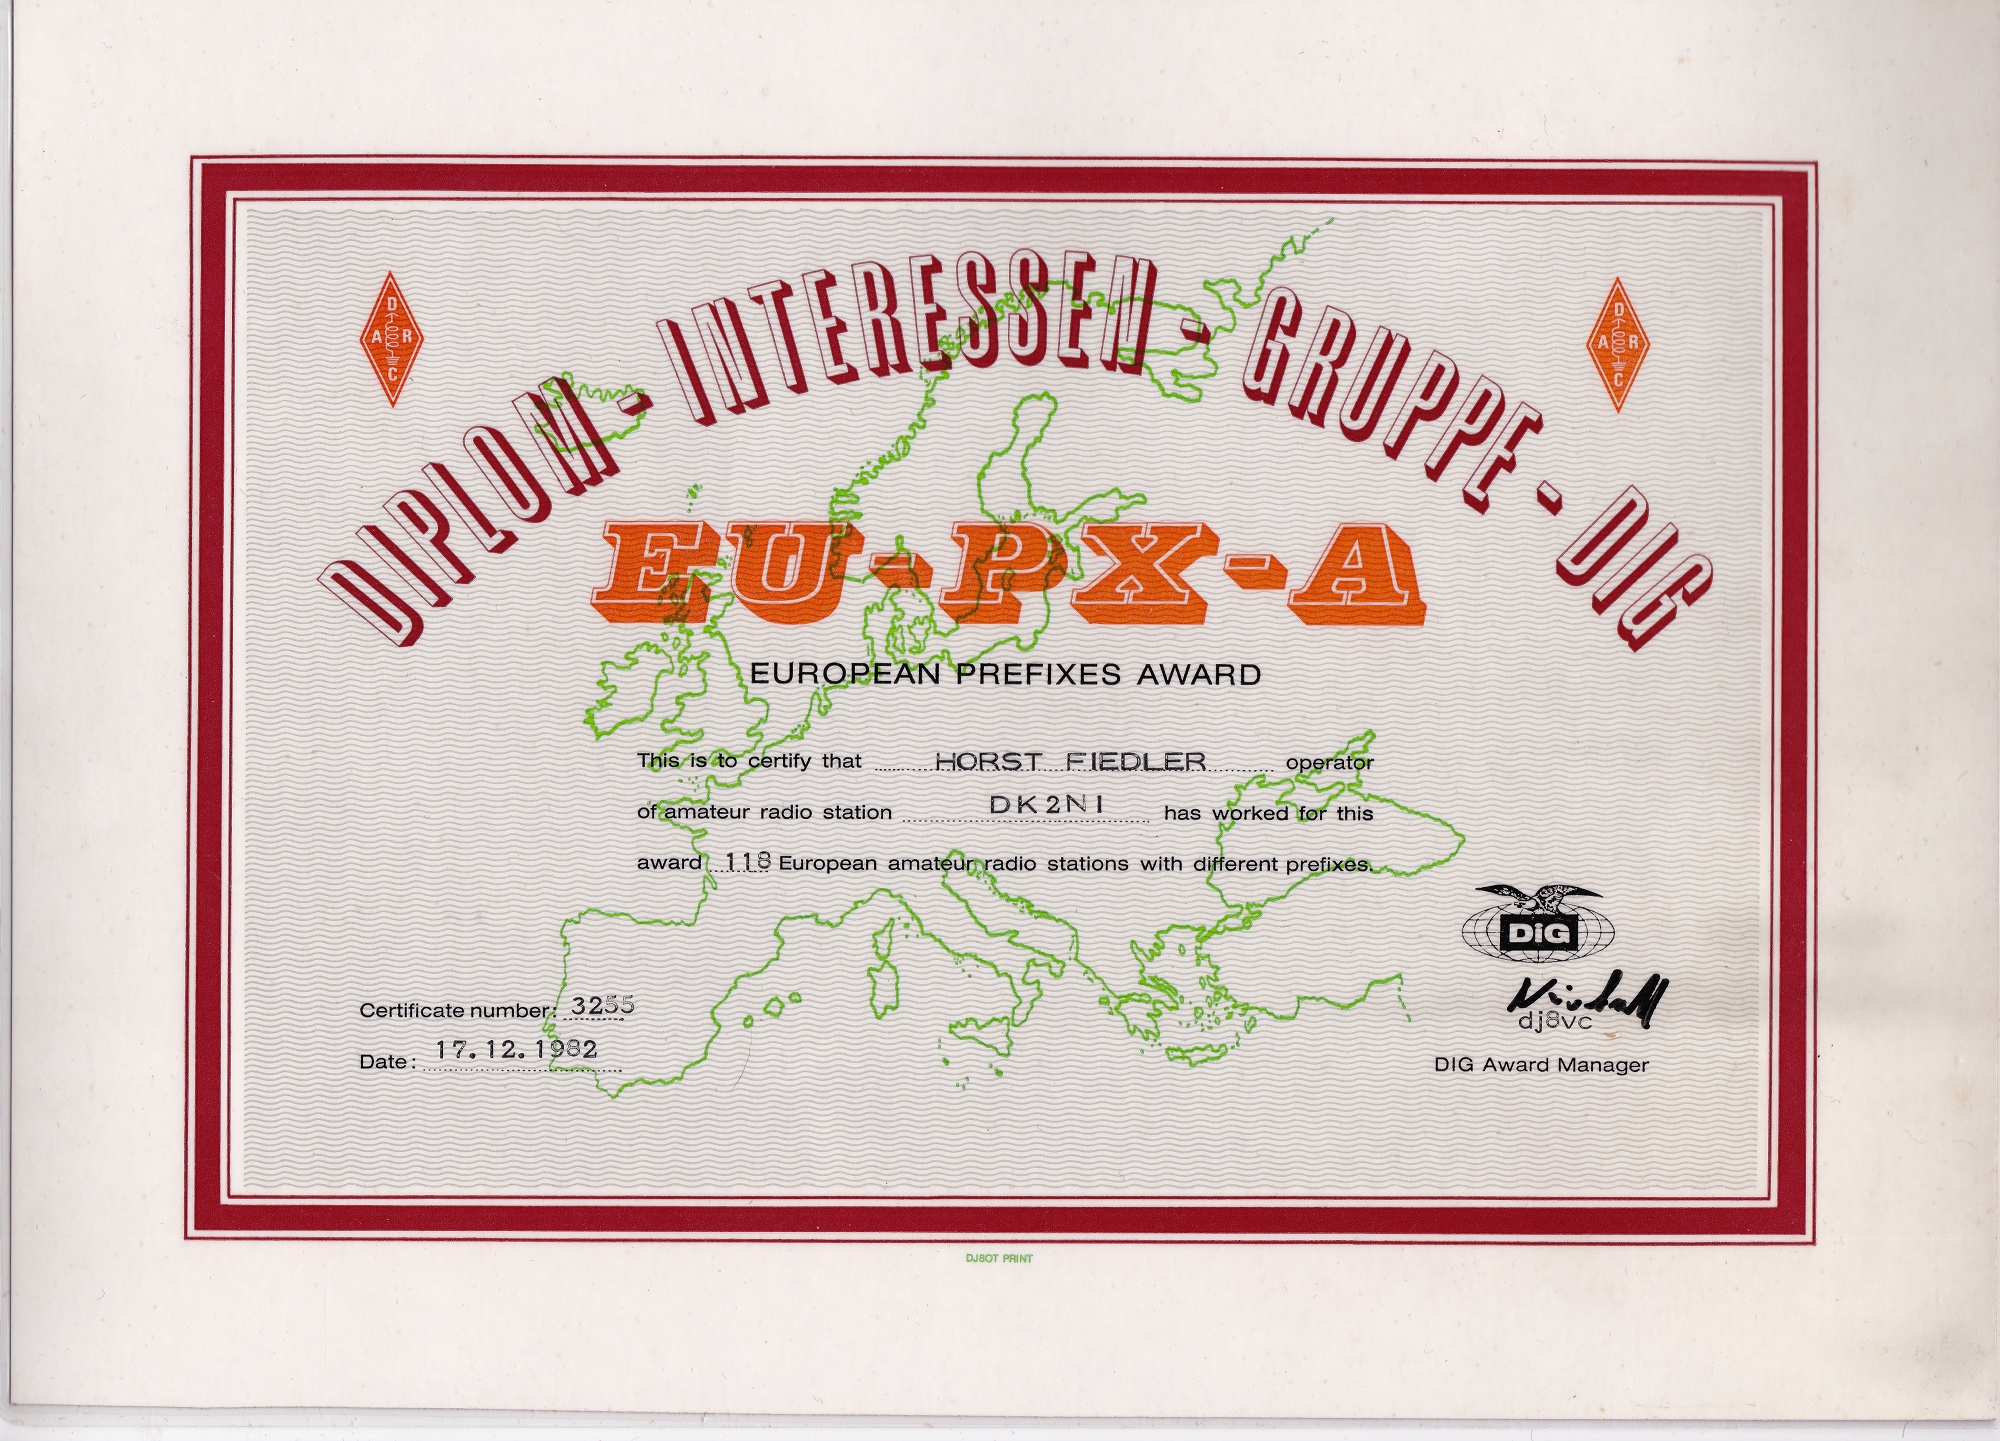 DIPLOM - INTERESSEN - GRUPPE - DIG
D
A R
C
D
A R
C
EU-PX-A
EUROPEAN PREFIXES AWARD
This is to certify that HORST FIEDLER operator
of amateur radio station DK2NI has worked for this
award 118 European amateur radio stations with different prefixes.
DIG
Certificate number: 3255
dj8vc
Date: 17.12.1982
DIG Award Manager
DJ8OT PRINT